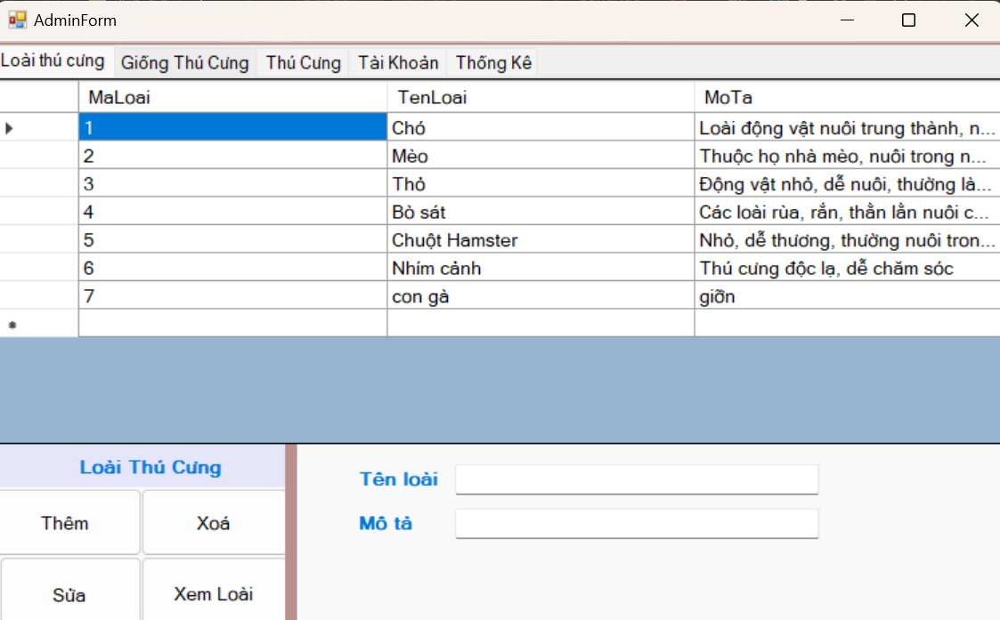 AdminForm
Loài thú cưng Giống Thú Cưng Thú Cưng Tài Khoản Thống Kê
MaLoai TenLoai MoTa
1 Chó Loài động vật nuôi trung thành, n...
2 Mèo Thuộc họ nhà mèo, nuôi trong n...
3 Thỏ Động vật nhỏ, dễ nuôi, thường là...
4 Bò sát Các loài rùa, rắn, thằn lằn nuôi c...
5 Chuột Hamster Nhỏ, dễ thương, thường nuôi tron...
6 Nhím cảnh Thú cưng độc lạ, dễ chăm sóc
7 con gà giỡn
Loài Thú Cưng
Thêm Xoá
Sửa Xem Loài
Tên loài
Mô tả